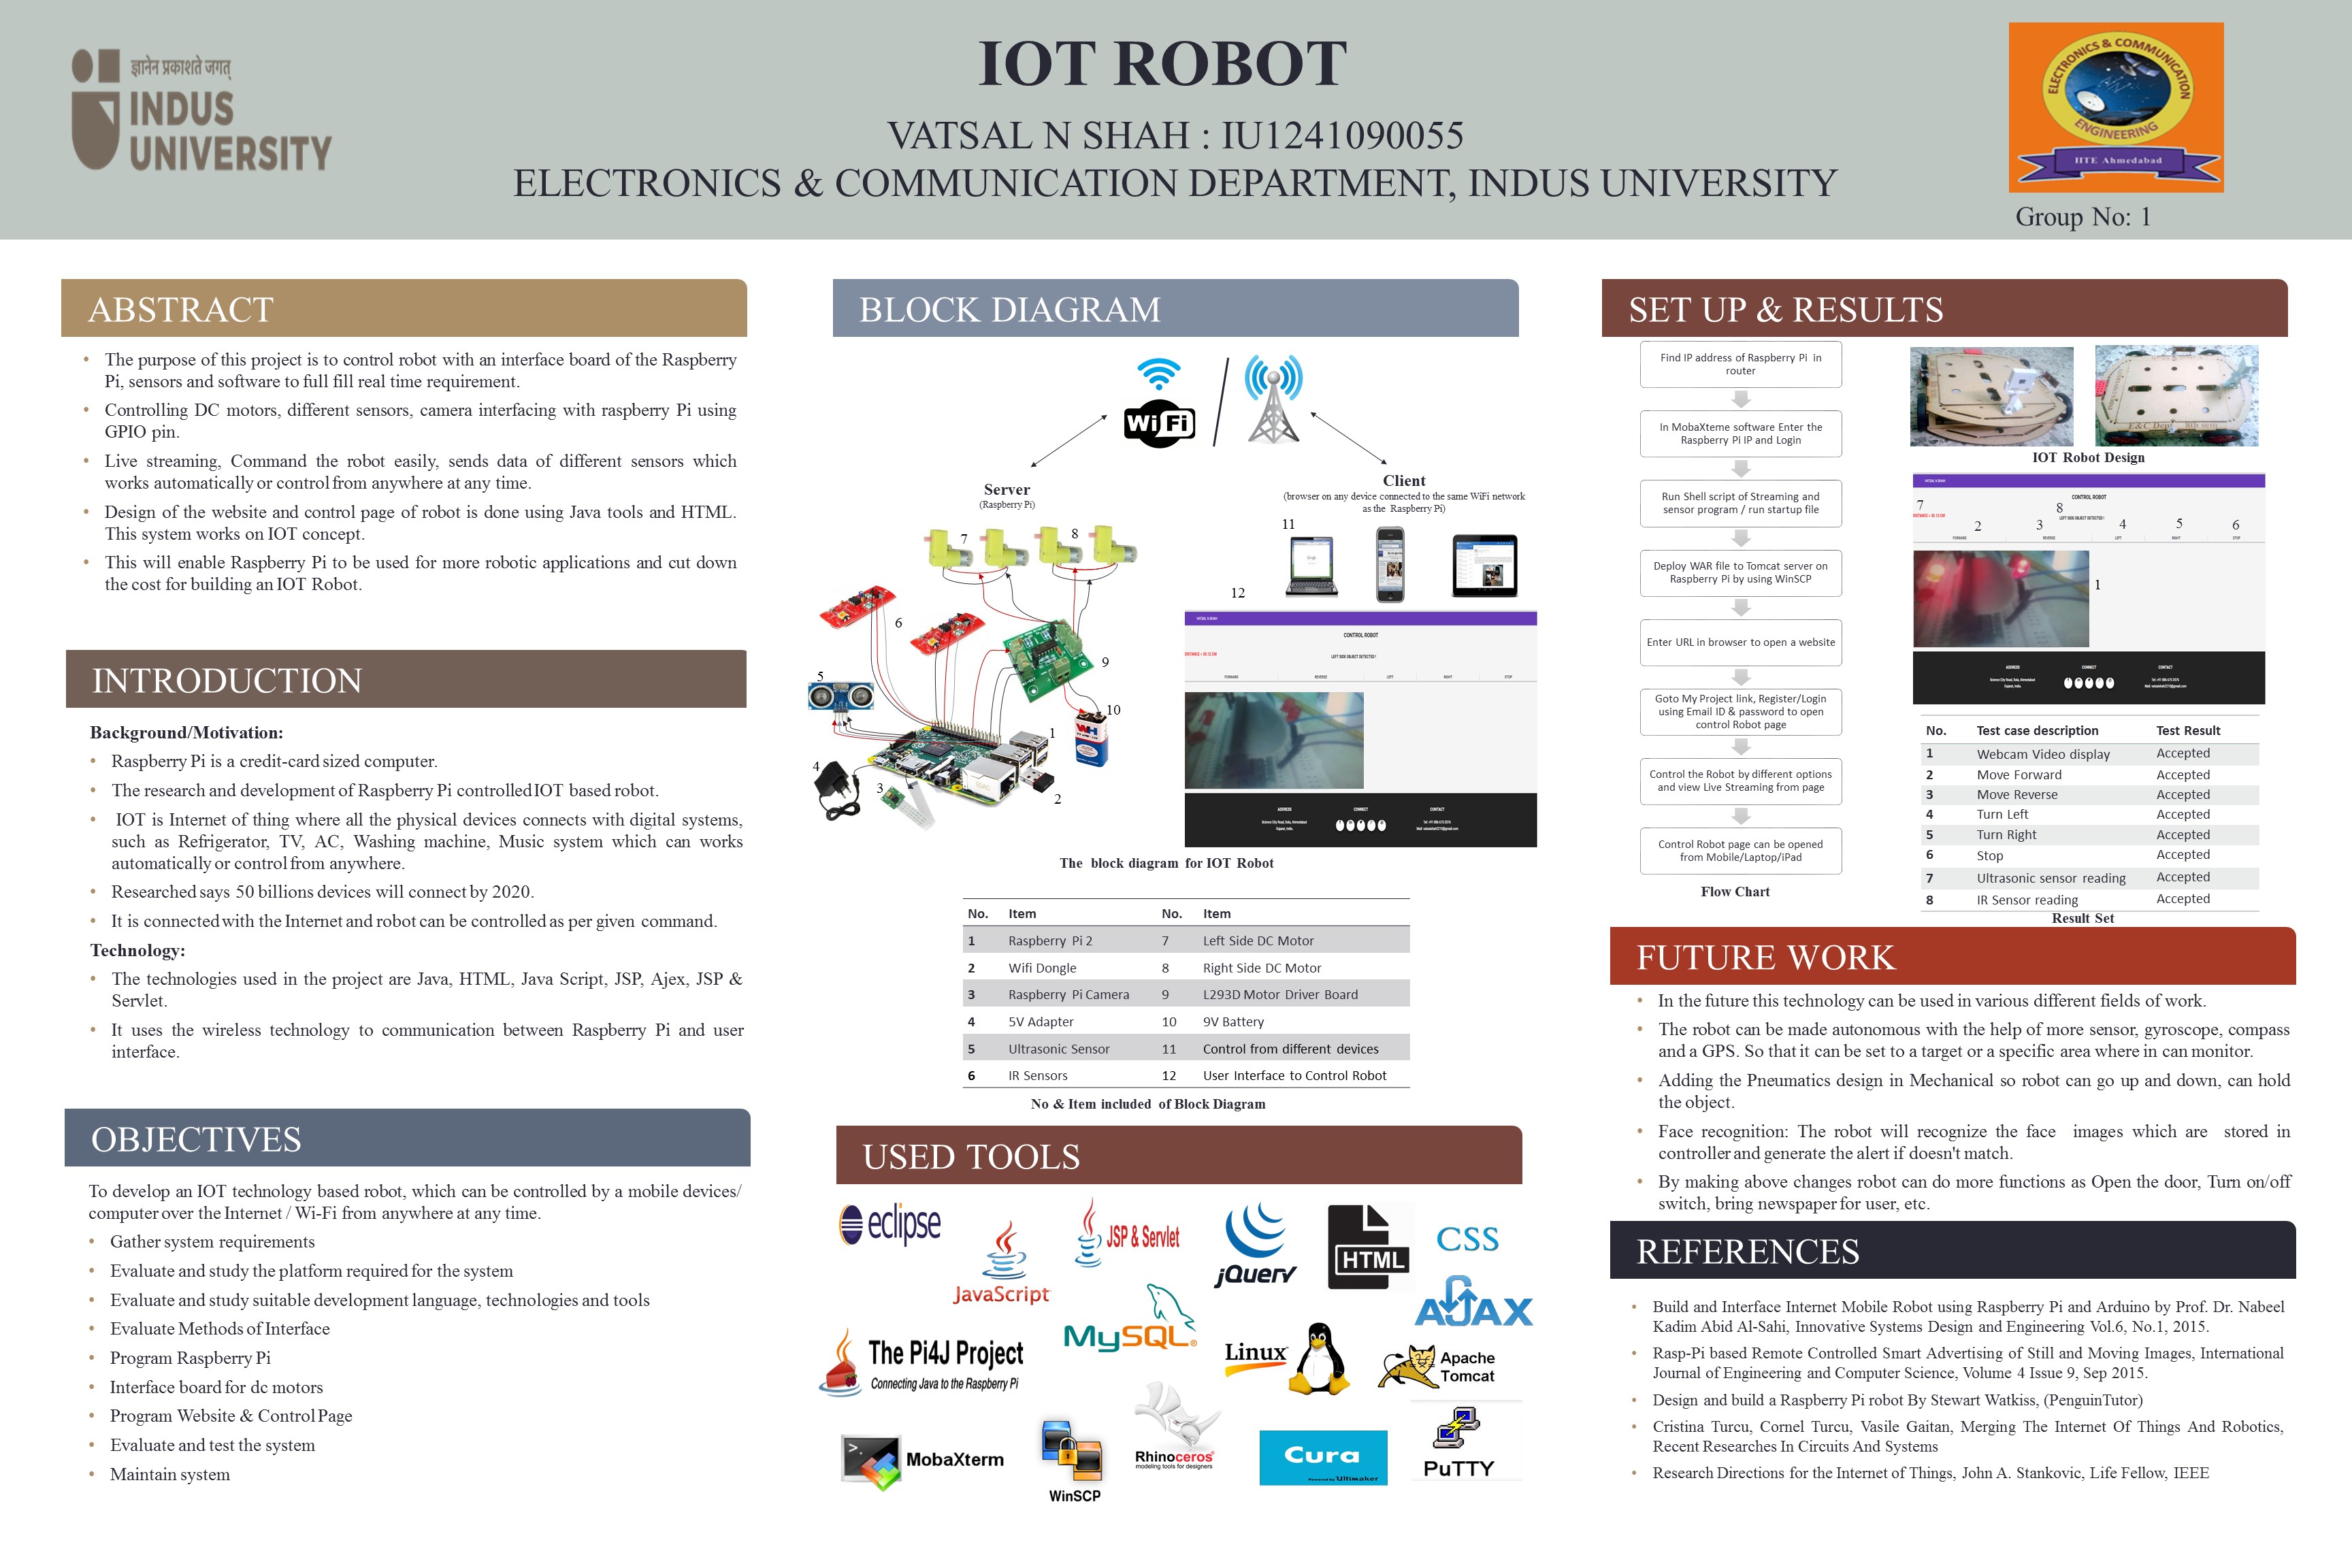 ज्ञानेन प्रकाशते जगत्
INDUS
UNIVERSITY
IOT ROBOT
VATSAL N SHAH : IU1241090055
ELECTRONICS & COMMUNICATION DEPARTMENT, INDUS UNIVERSITY
ELECTRONICS & COMMUNICATION
ENGINEERING
IITE Ahmedabad
Group No: 1
ABSTRACT
• The purpose of this project is to control robot with an interface board of the Raspberry
Pi, sensors and software to full fill real time requirement.
• Controlling DC motors, different sensors, camera interfacing with raspberry Pi using
GPIO pin.
• Live streaming, Command the robot easily, sends data of different sensors which
works automatically or control from anywhere at any time.
• Design of the website and control page of robot is done using Java tools and HTML.
This system works on IOT concept.
• This will enable Raspberry Pi to be used for more robotic applications and cut down
the cost for building an IOT Robot.
INTRODUCTION
Background/Motivation:
• Raspberry Pi is a credit-card sized computer.
• The research and development of Raspberry Pi controlled IOT based robot.
• IOT is Internet of thing where all the physical devices connects with digital systems,
such as Refrigerator, TV, AC, Washing machine, Music system which can works
automatically or control from anywhere.
• Researched says 50 billions devices will connect by 2020.
• It is connected with the Internet and robot can be controlled as per given command.
Technology:
• The technologies used in the project are Java, HTML, Java Script, JSP, Ajex, JSP &
Servlet.
• It uses the wireless technology to communication between Raspberry Pi and user
interface.
OBJECTIVES
To develop an IOT technology based robot, which can be controlled by a mobile devices/
computer over the Internet / Wi-Fi from anywhere at any time.
• Gather system requirements
• Evaluate and study the platform required for the system
• Evaluate and study suitable development language, technologies and tools
• Evaluate Methods of Interface
• Program Raspberry Pi
• Interface board for dc motors
• Program Website & Control Page
• Evaluate and test the system
• Maintain system
BLOCK DIAGRAM
WiFi
Server
(Raspberry Pi)
Client
(browser on any device connected to the same WiFi network
as the Raspberry Pi)
7
8
11
12
6
9
5
10
1
4
3
2
VATSAL N SHAH
CONTROL ROBOT
DISTANCE = 30.13 CM
LEFT SIDE OBJECT DETECTED !
FORWARD REVERSE LEFT RIGHT STOP
ADDRESS CONNECT CONTACT
The block diagram for IOT Robot
No. Item No. Item
1 Raspberry Pi 2 7 Left Side DC Motor
2 Wifi Dongle 8 Right Side DC Motor
3 Raspberry Pi Camera 9 L293D Motor Driver Board
4 5V Adapter 10 9V Battery
5 Ultrasonic Sensor 11 Control from different devices
6 IR Sensors 12 User Interface to Control Robot
No & Item included of Block Diagram
USED TOOLS
eclipse
JavaScript
JSP & Servlet
jQuery
HTML
CSS
AJAX
MySQL
The Pi4J Project
Connecting Java to the Raspberry Pi
Linux
Apache
Tomcat
MobaXterm
WinSCP
Rhinoceros
modeling tools for designers
Cura
Powered by Ultimaker
PuTTY
SET UP & RESULTS
Find IP address of Raspberry Pi in
router
In MobaXteme software Enter the
Raspberry Pi IP and Login
Run Shell script of Streaming and
sensor program / run startup file
Deploy WAR file to Tomcat server on
Raspberry Pi by using WinSCP
Enter URL in browser to open a website
Goto My Project link, Register/Login
using Email ID & password to open
control Robot page
Control the Robot by different options
and view Live Streaming from page
Control Robot page can be opened
from Mobile/Laptop/iPad
Flow Chart
IOT Robot Design
VATSAL N SHAH
CONTROL ROBOT
7
8
LEFT SIDE OBJECT DETECTED !
2 3 4 5 6
FORWARD REVERSE LEFT RIGHT STOP
1
ADDRESS CONNECT CONTACT
No. Test case description Test Result
1 Webcam Video display Accepted
2 Move Forward Accepted
3 Move Reverse Accepted
4 Turn Left Accepted
5 Turn Right Accepted
6 Stop Accepted
7 Ultrasonic sensor reading Accepted
8 IR Sensor reading Accepted
Result Set
FUTURE WORK
• In the future this technology can be used in various different fields of work.
• The robot can be made autonomous with the help of more sensor, gyroscope, compass
and a GPS. So that it can be set to a target or a specific area where in can monitor.
• Adding the Pneumatics design in Mechanical so robot can go up and down, can hold
the object.
• Face recognition: The robot will recognize the face images which are stored in
controller and generate the alert if doesn't match.
• By making above changes robot can do more functions as Open the door, Turn on/off
switch, bring newspaper for user, etc.
REFERENCES
• Build and Interface Internet Mobile Robot using Raspberry Pi and Arduino by Prof. Dr. Nabeel
Kadim Abid Al-Sahi, Innovative Systems Design and Engineering Vol.6, No.1, 2015.
• Rasp-Pi based Remote Controlled Smart Advertising of Still and Moving Images, International
Journal of Engineering and Computer Science, Volume 4 Issue 9, Sep 2015.
• Design and build a Raspberry Pi robot By Stewart Watkiss, (PenguinTutor)
• Cristina Turcu, Cornel Turcu, Vasile Gaitan, Merging The Internet Of Things And Robotics,
Recent Researches In Circuits And Systems
• Research Directions for the Internet of Things, John A. Stankovic, Life Fellow, IEEE